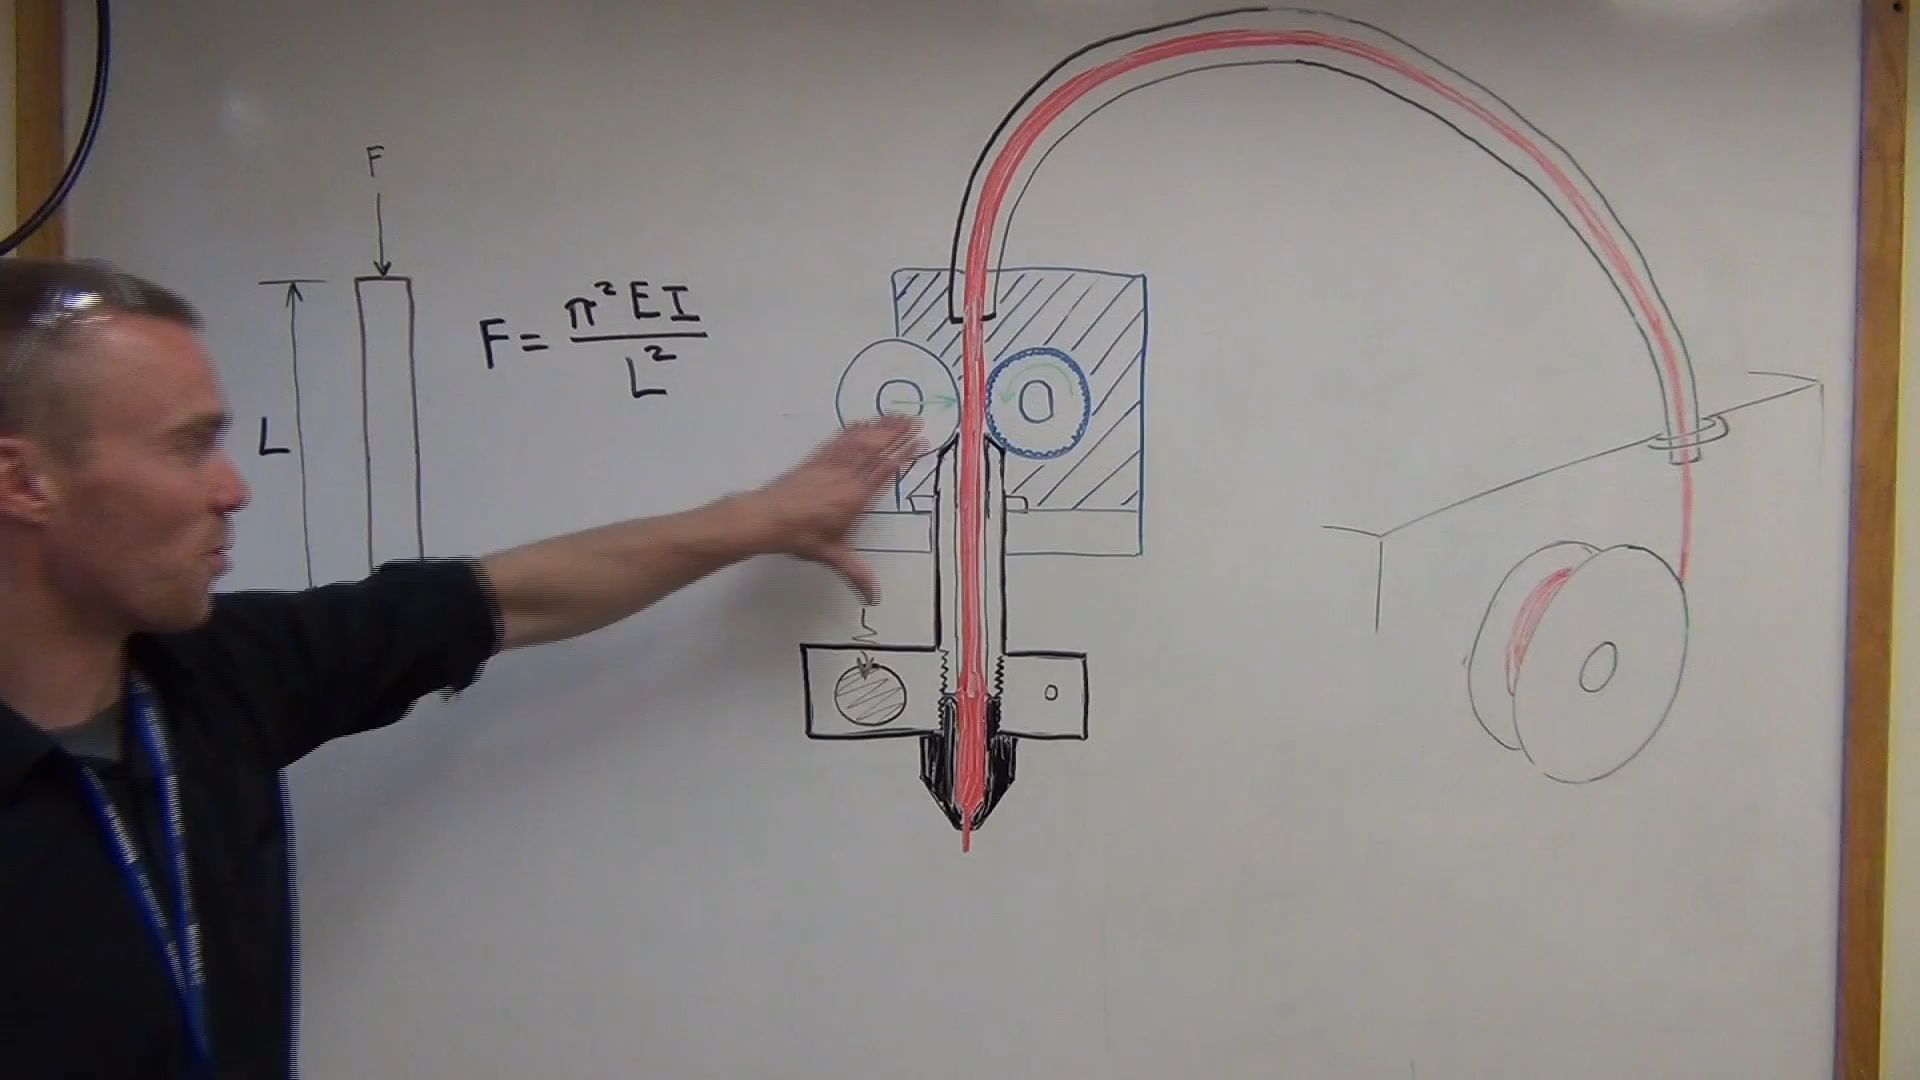 F
L
F = π² E I / L²